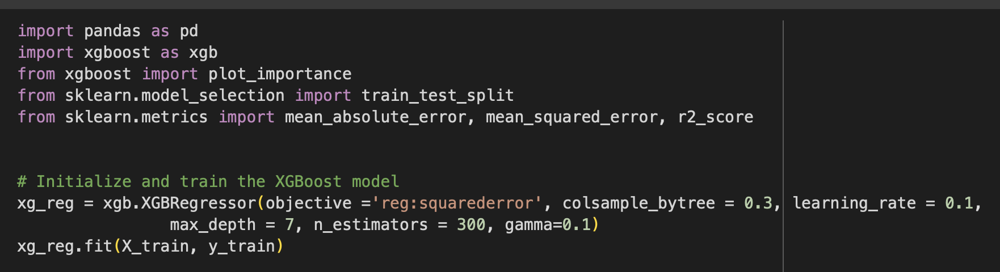 import pandas as pd
import xgboost as xgb
from xgboost import plot_importance
from sklearn.model_selection import train_test_split
from sklearn.metrics import mean_absolute_error, mean_squared_error, r2_score
# Initialize and train the XGBoost model
xg_reg = xgb.XGBRegressor(objective ='reg:squarederror', colsample_bytree = 0.3, learning_rate = 0.1,
                max_depth = 7, n_estimators = 300, gamma=0.1)
xg_reg.fit(X_train, y_train)